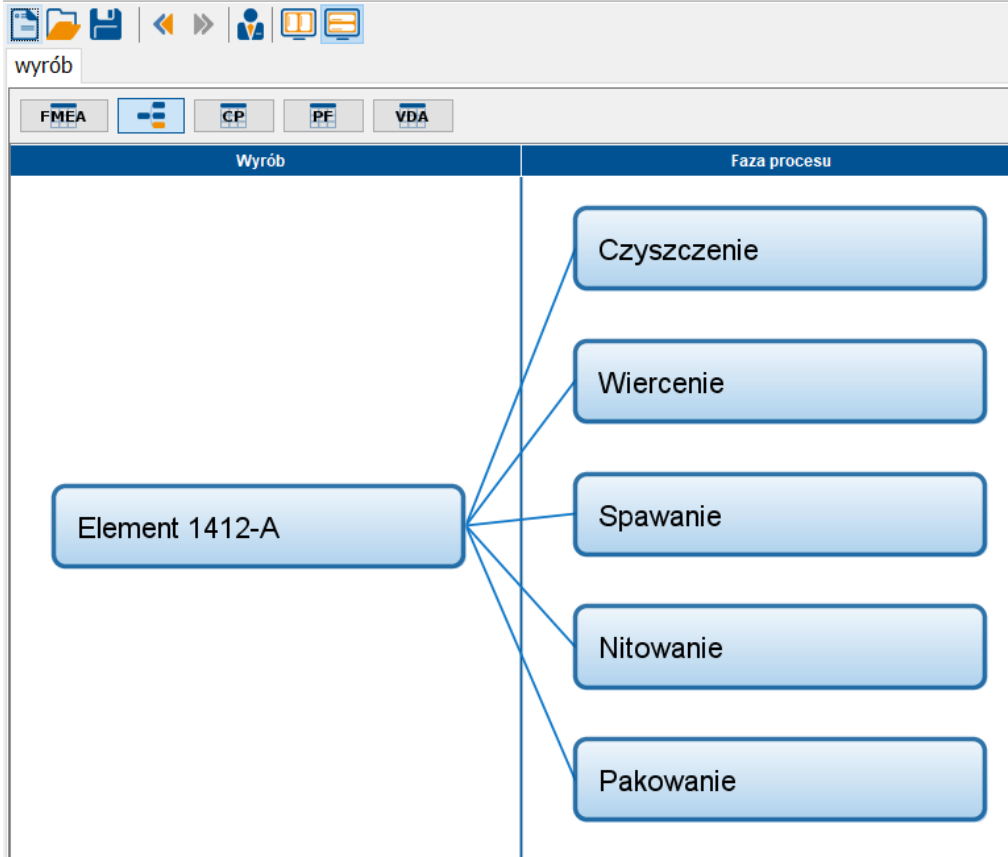 wyrób
FMEA
CP
PF
VDA
Wyrób
Faza procesu
Czyszczenie
Wiercenie
Element 1412-A
Spawanie
Nitowanie
Pakowanie